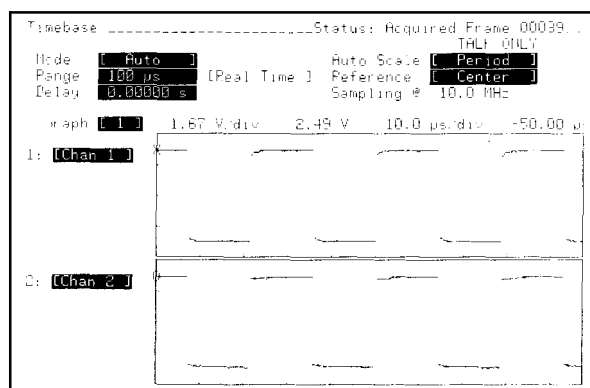 Timebase Status: Acquired Frame 00039
TALK ONLY
Mode [ Auto ] Auto Scale [ Period ]
Range 100 µs [Real Time ] Reference [ Center ]
Delay 0.00000 s Sampling @ 10.0 MHz
Graph [ 1 ] 1.67 V/div 2.49 V 10.0 µs/div -50.00 µ
1: [Chan 1 ]
2: [Chan 2 ]